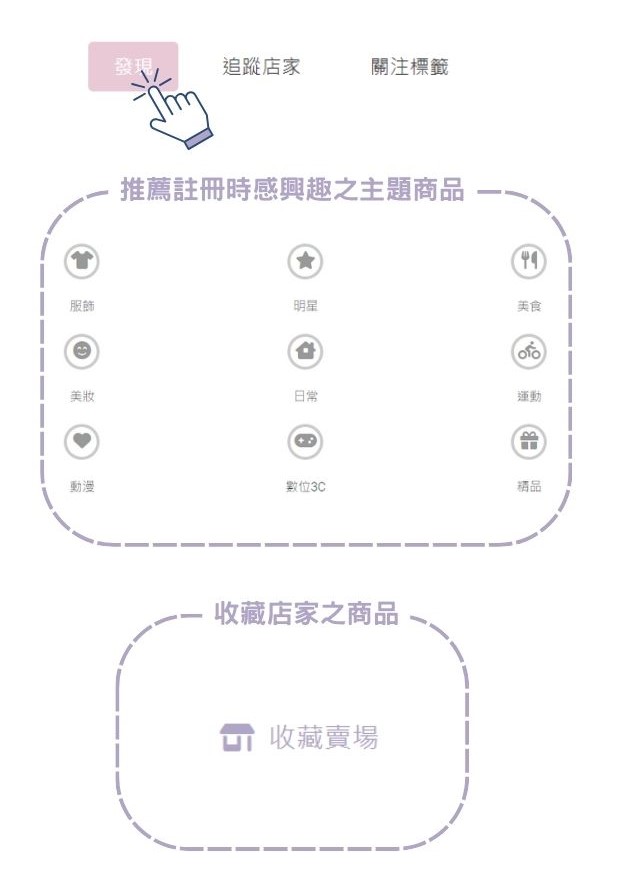 發現 追蹤店家 關注標籤
推薦註冊時感興趣之主題商品
服飾 明星 美食
美妝 日常 運動
動漫 數位3C 精品
收藏店家之商品
收藏賣場